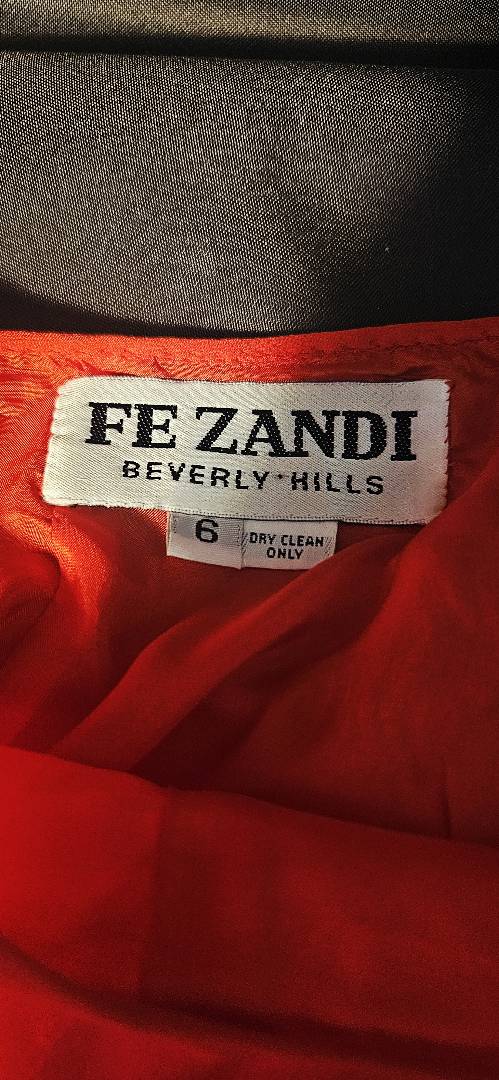 FE ZANDI
BEVERLY·HILLS
6
DRY CLEAN
ONLY